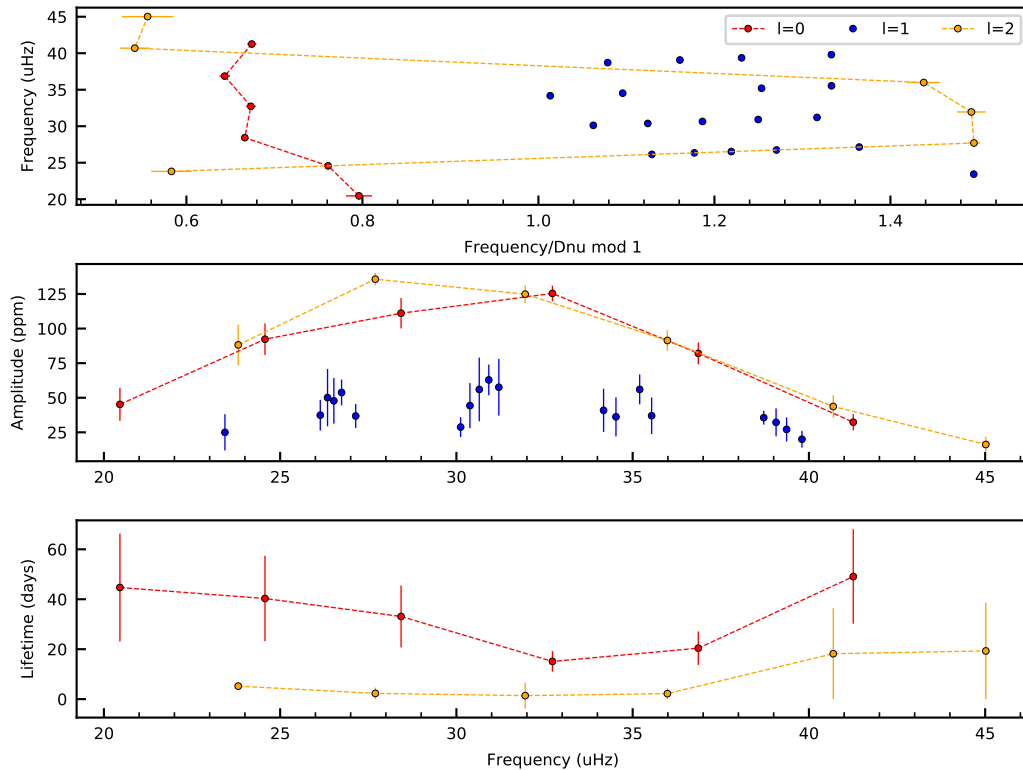 45
40
35
30
25
20
Frequency (uHz)
l=0 l=1 l=2
0.6 0.8 1.0 1.2 1.4
Frequency/Dnu mod 1
125
100
75
50
25
Amplitude (ppm)
20 25 30 35 40 45
60
40
20
0
Lifetime (days)
20 25 30 35 40 45
Frequency (uHz)